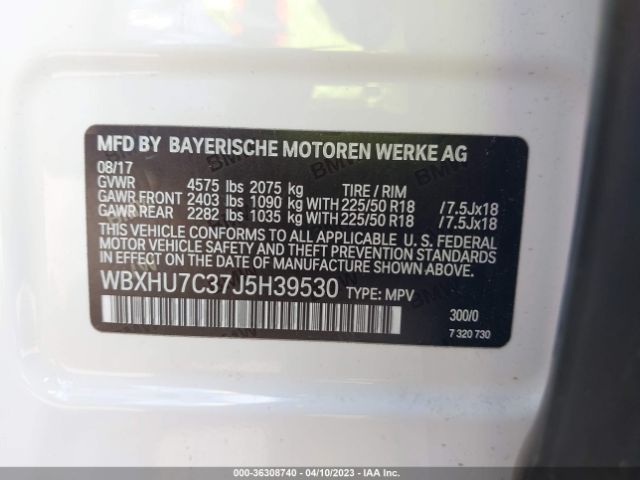 MFD BY BAYERISCHE MOTOREN WERKE AG
08/17
GVWR 4575 lbs 2075 kg TIRE / RIM
GAWR FRONT 2403 lbs 1090 kg WITH 225/50 R18 /7.5Jx18
GAWR REAR 2282 lbs 1035 kg WITH 225/50 R18 /7.5Jx18
THIS VEHICLE CONFORMS TO ALL APPLICABLE U. S. FEDERAL
MOTOR VEHICLE SAFETY AND THEFT PREVENTION STANDARDS
IN EFFECT ON THE DATE OF MANUFACTURE SHOWN ABOVE.
WBXHU7C37J5H39530 TYPE: MPV
300/0
7 320 730
000-36308740 - 04/10/2023 - IAAI.COM